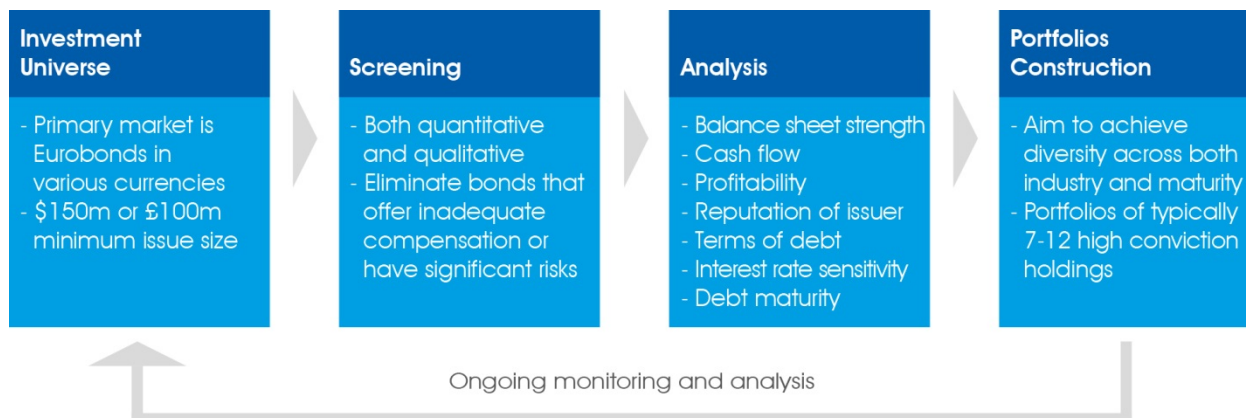 Investment
Universe
- Primary market is
Eurobonds in
various currencies
- $150m or £100m
minimum issue size
Screening
- Both quantitative
and qualitative
- Eliminate bonds that
offer inadequate
compensation or
have significant risks
Analysis
- Balance sheet strength
- Cash flow
- Profitability
- Reputation of issuer
- Terms of debt
- Interest rate sensitivity
- Debt maturity
Portfolios
Construction
- Aim to achieve
diversity across both
industry and maturity
- Portfolios of typically
7-12 high conviction
holdings
Ongoing monitoring and analysis